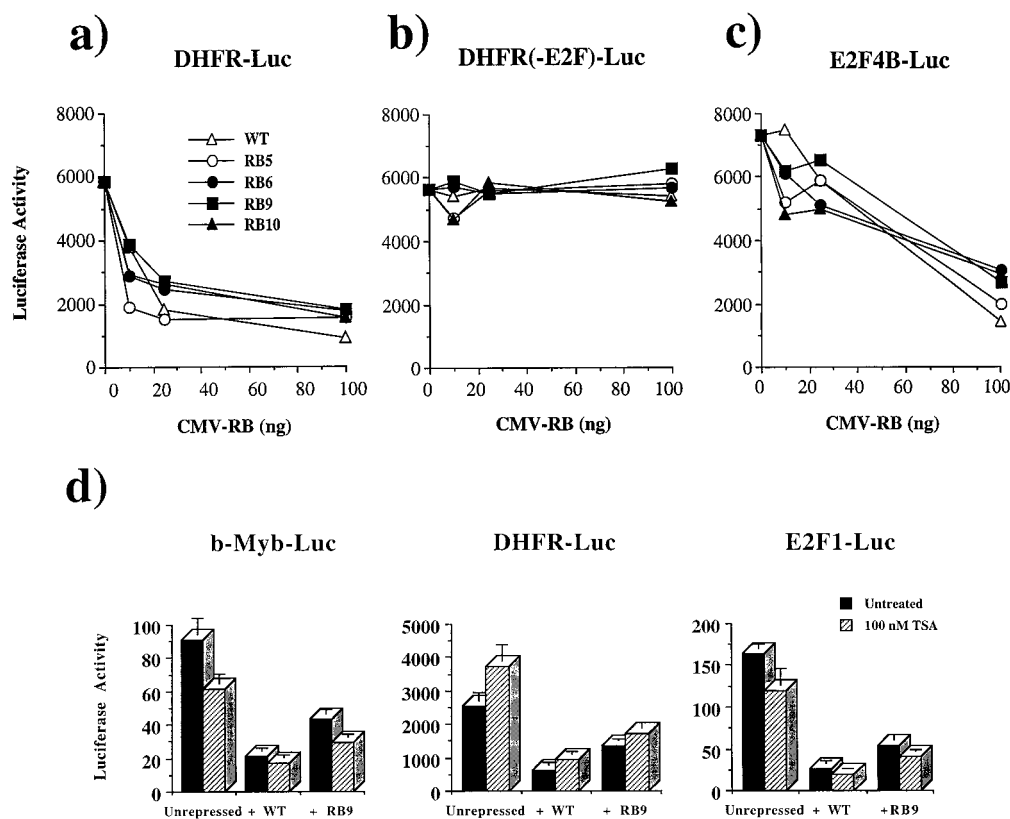 a)
DHFR-Luc
b)
DHFR(-E2F)-Luc
c)
E2F4B-Luc
Luciferase Activity
8000
6000
4000
2000
0
WT
RB5
RB6
RB9
RB10
0 20 40 60 80 100
CMV-RB (ng)
8000
6000
4000
2000
0
0 20 40 60 80 100
CMV-RB (ng)
8000
6000
4000
2000
0
0 20 40 60 80 100
CMV-RB (ng)
d)
b-Myb-Luc
DHFR-Luc
E2F1-Luc
Untreated
100 nM TSA
Luciferase Activity
100
80
60
40
20
0
Unrepressed + WT + RB9
5000
4000
3000
2000
1000
0
Unrepressed + WT + RB9
200
150
100
50
0
Unrepressed + WT +RB9